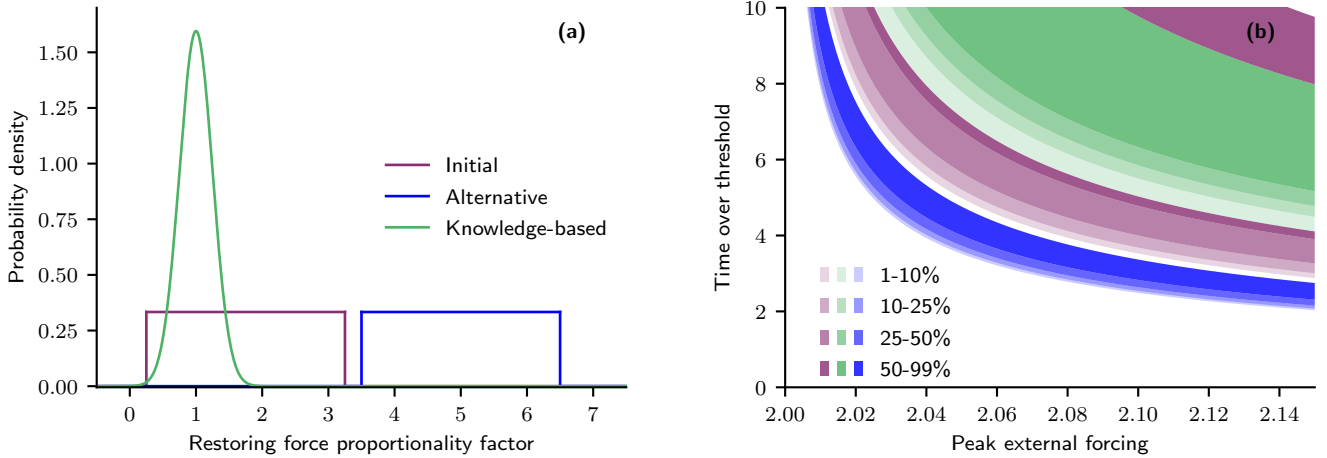 (a)
Probability density
1.50
1.25
1.00
0.75
0.50
0.25
0.00
Initial
Alternative
Knowledge-based
0 1 2 3 4 5 6 7
Restoring force proportionality factor
(b)
Time over threshold
10
8
6
4
2
0
1-10%
10-25%
25-50%
50-99%
2.00 2.02 2.04 2.06 2.08 2.10 2.12 2.14
Peak external forcing